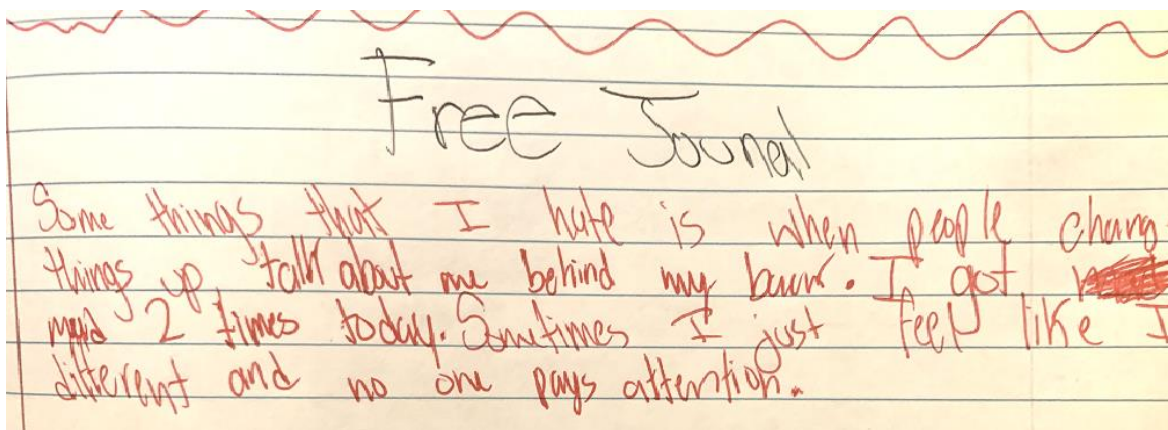 Free Jounal
Some things that I hate is when people chang
things up, talk about me behind my back. I got
mad 2 times today. Sometimes I just feel like I
different and no one pays attention.